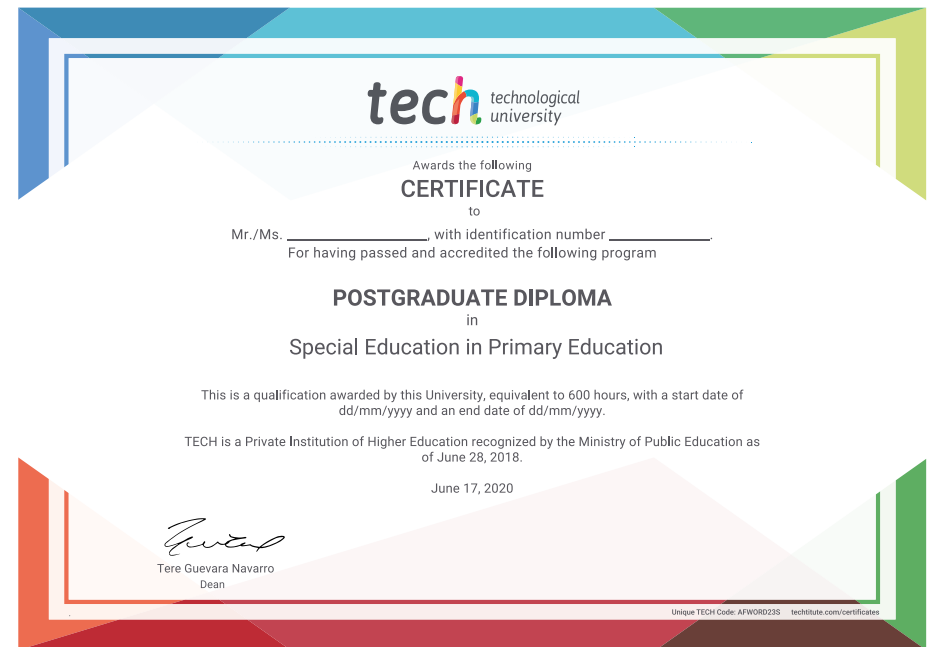 tech technological
university
Awards the following
CERTIFICATE
to
Mr./Ms. ____________________, with identification number ______________.
For having passed and accredited the following program
POSTGRADUATE DIPLOMA
in
Special Education in Primary Education
This is a qualification awarded by this University, equivalent to 600 hours, with a start date of
dd/mm/yyyy and an end date of dd/mm/yyyy.
TECH is a Private Institution of Higher Education recognized by the Ministry of Public Education as
of June 28, 2018.
June 17, 2020
Tere Guevara Navarro
Dean
Unique TECH Code: AFWORD23S techtitute.com/certificates